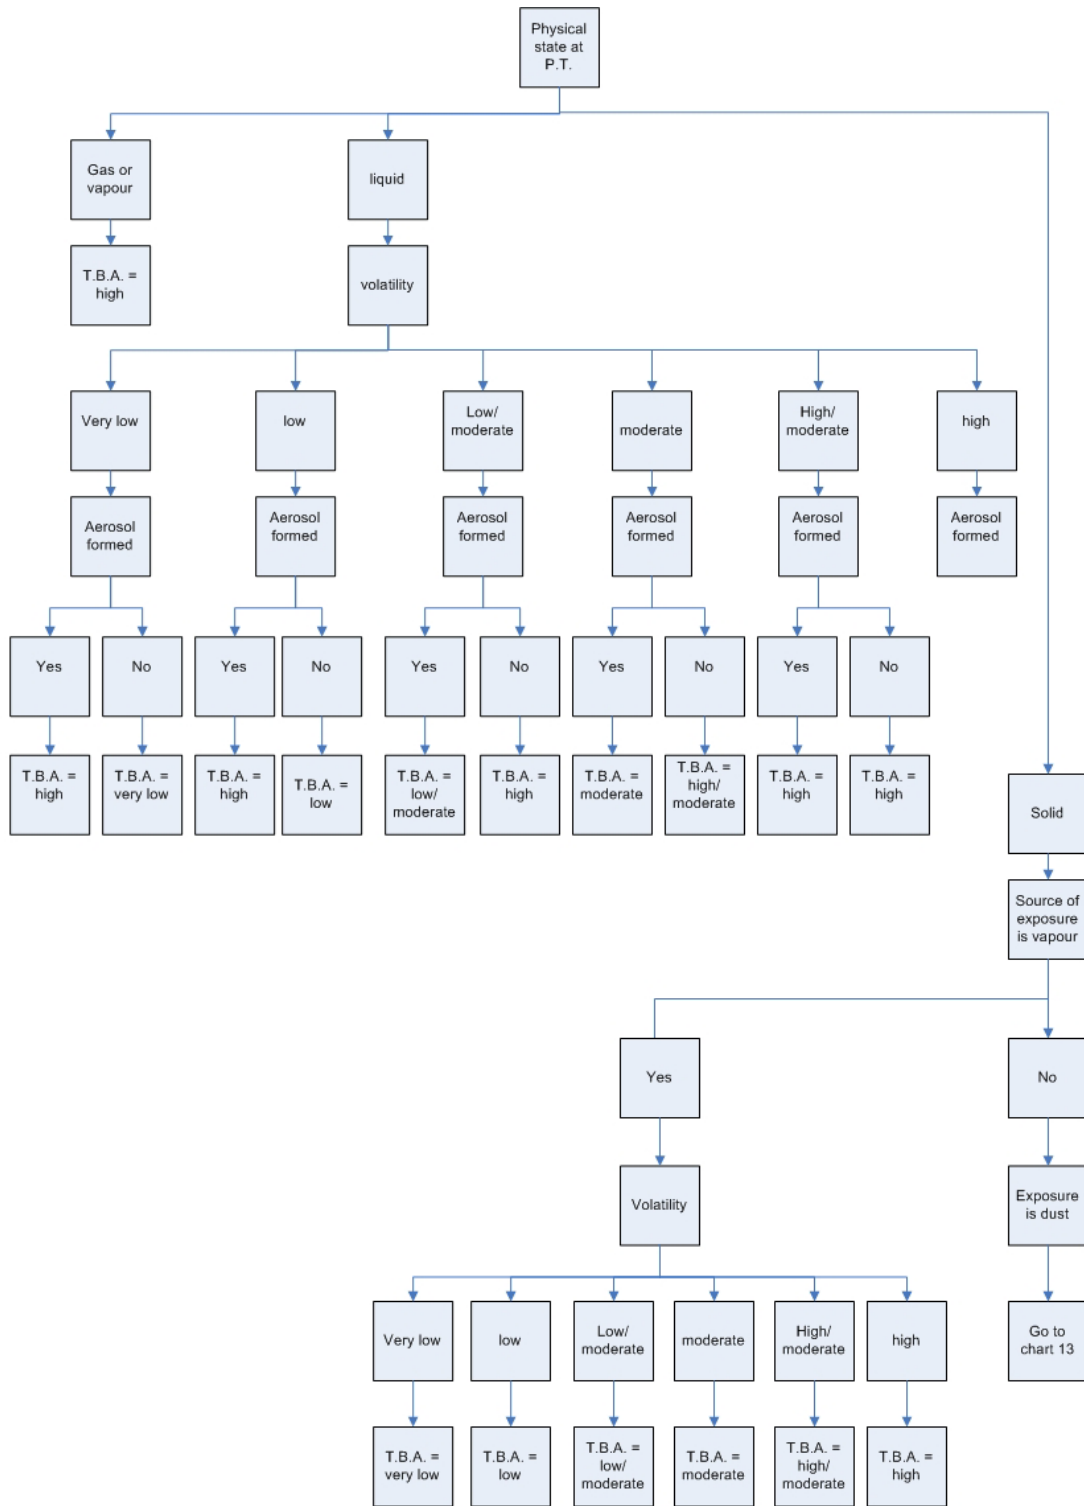 Physical
state at
P.T.
Gas or
vapour
liquid
T.B.A. =
high
volatility
Very low
low
Low/
moderate
moderate
High/
moderate
high
Aerosol
formed
Aerosol
formed
Aerosol
formed
Aerosol
formed
Aerosol
formed
Aerosol
formed
Yes
No
Yes
No
Yes
No
Yes
No
Yes
No
T.B.A. =
high
T.B.A. =
very low
T.B.A. =
high
T.B.A. =
low
T.B.A. =
low/
moderate
T.B.A. =
high
T.B.A. =
moderate
T.B.A. =
high/
moderate
T.B.A. =
high
T.B.A. =
high
Solid
Source of
exposure
is vapour
Yes
No
Volatility
Exposure
is dust
Very low
low
Low/
moderate
moderate
High/
moderate
high
Go to
chart 13
T.B.A. =
very low
T.B.A. =
low
T.B.A. =
low/
moderate
T.B.A. =
moderate
T.B.A. =
high/
moderate
T.B.A. =
high